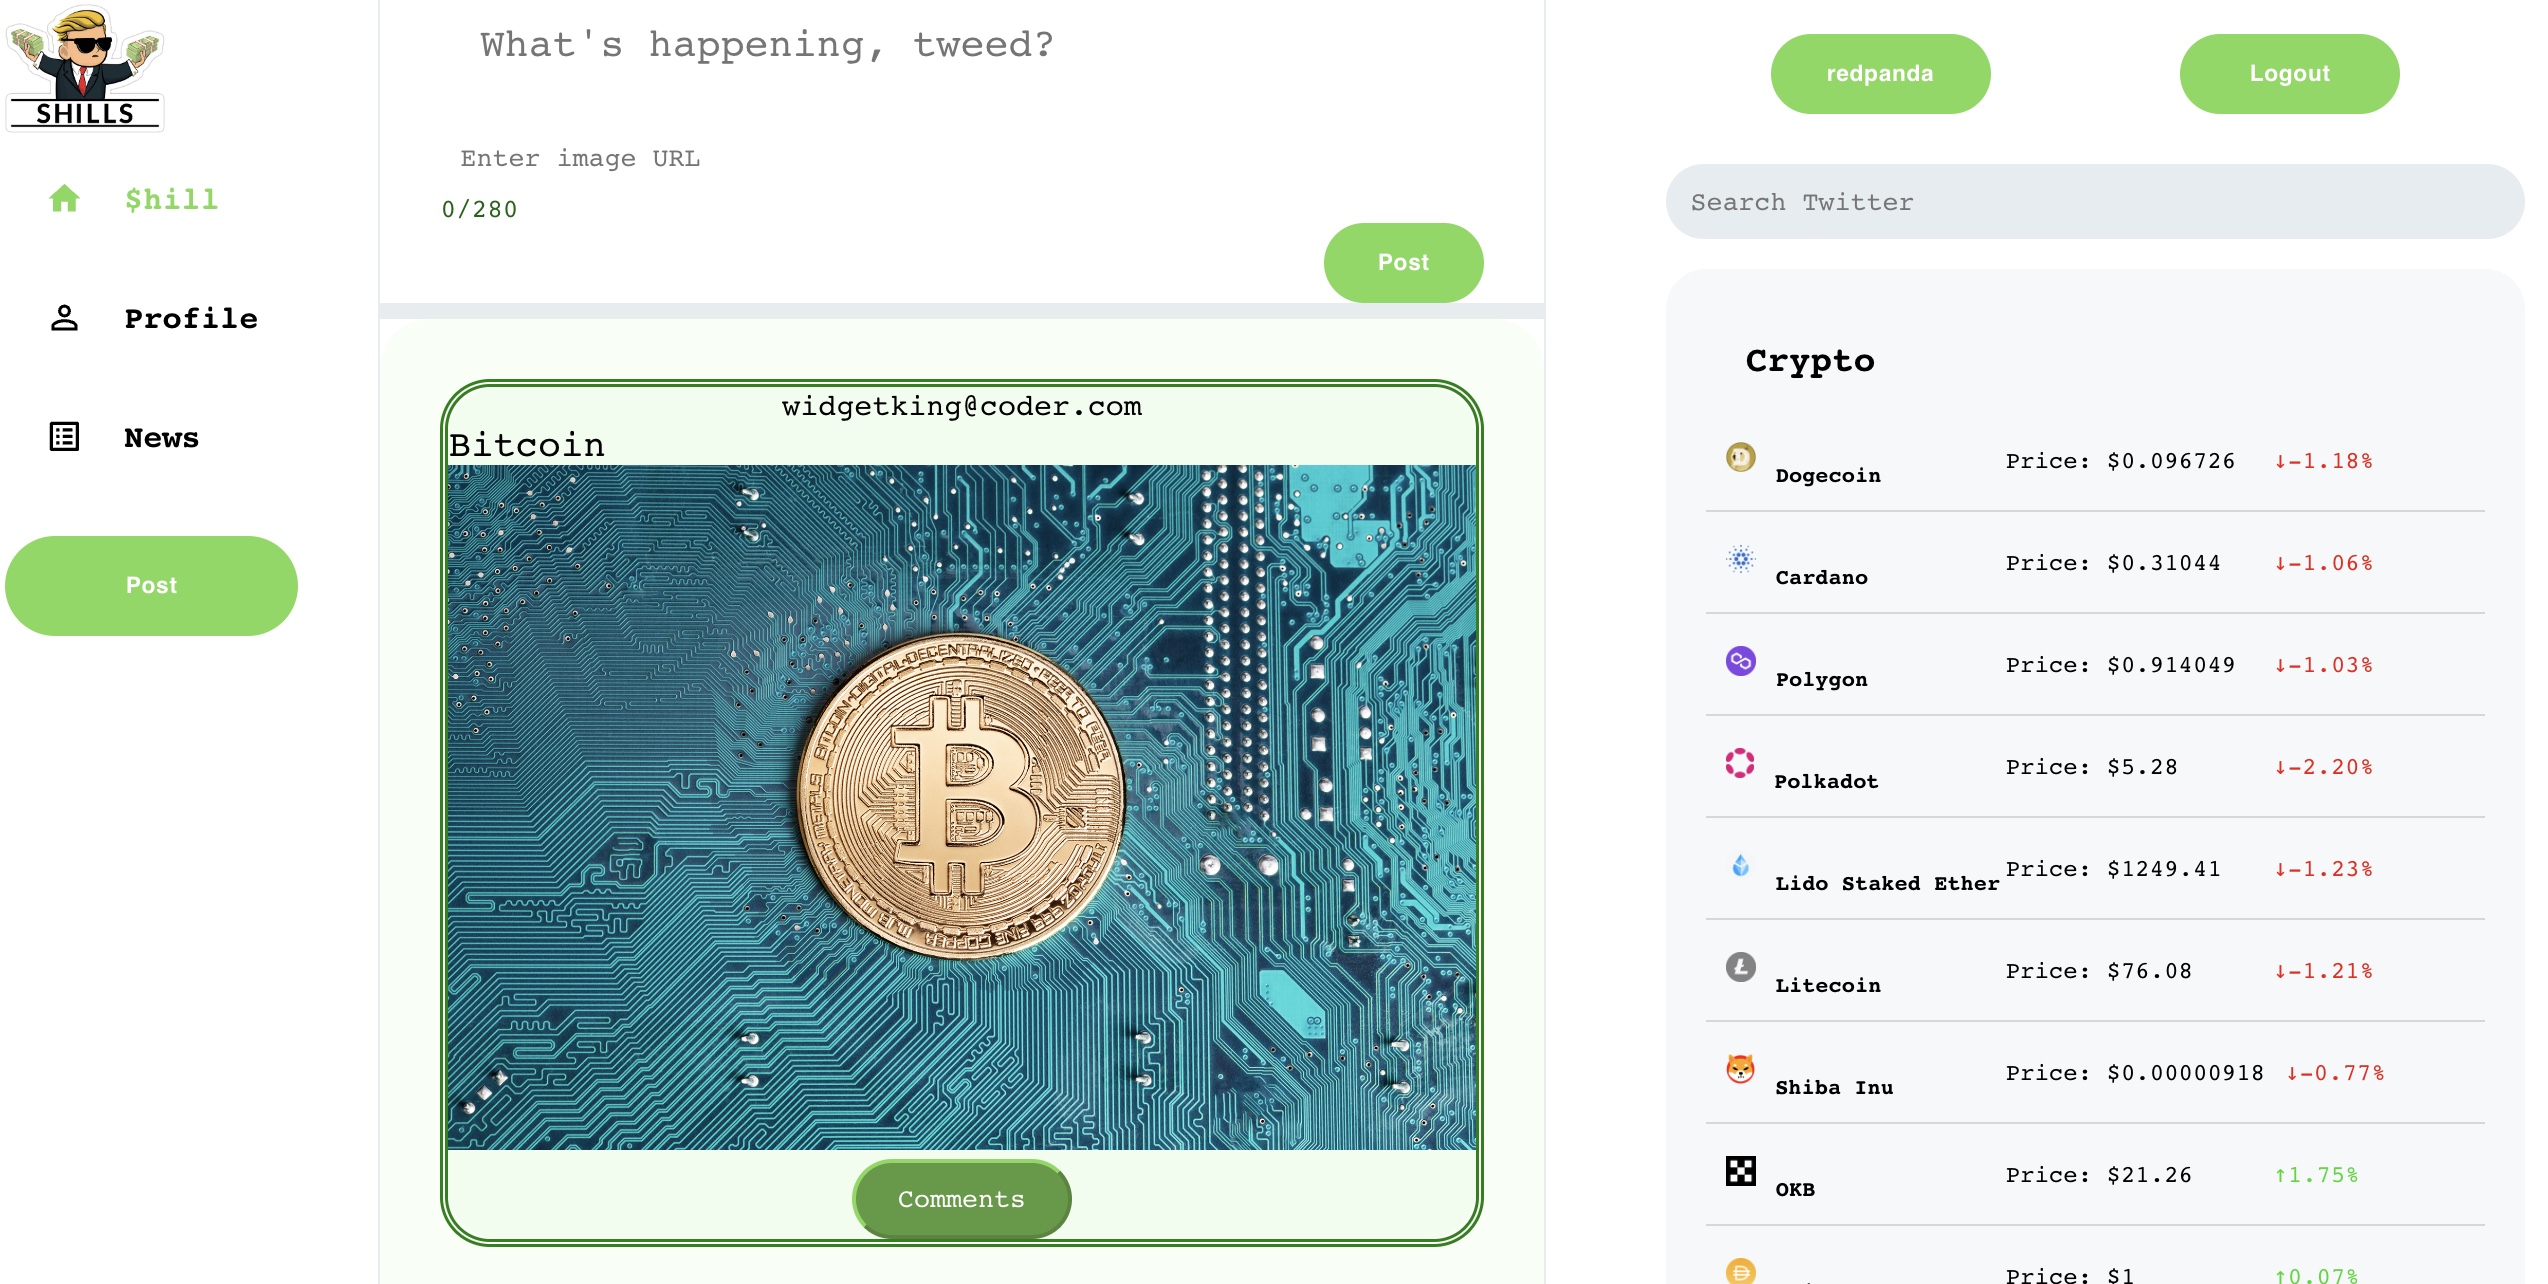 SHILLS
$hill
Profile
News
Post
What's happening, tweed?
Enter image URL
0/280
Post
widgetking@coder.com
Bitcoin
Comments
redpanda
Logout
Search Twitter
Crypto
Dogecoin Price: $0.096726 ↓-1.18%
Cardano Price: $0.31044 ↓-1.06%
Polygon Price: $0.914049 ↓-1.03%
Polkadot Price: $5.28 ↓-2.20%
Lido Staked Ether Price: $1249.41 ↓-1.23%
Litecoin Price: $76.08 ↓-1.21%
Shiba Inu Price: $0.00000918 ↓-0.77%
OKB Price: $21.26 ↑1.75%
Price: $1 ↑0.07%